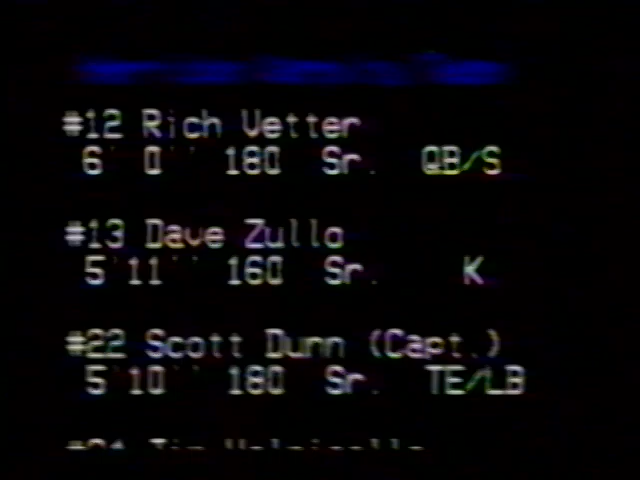 #12 Rich Vetter
6' 0'' 180 Sr. QB/S
#13 Dave Zullo
5'11'' 160 Sr. K
#22 Scott Dunn (Capt.)
5'10'' 180 Sr. TE/LB